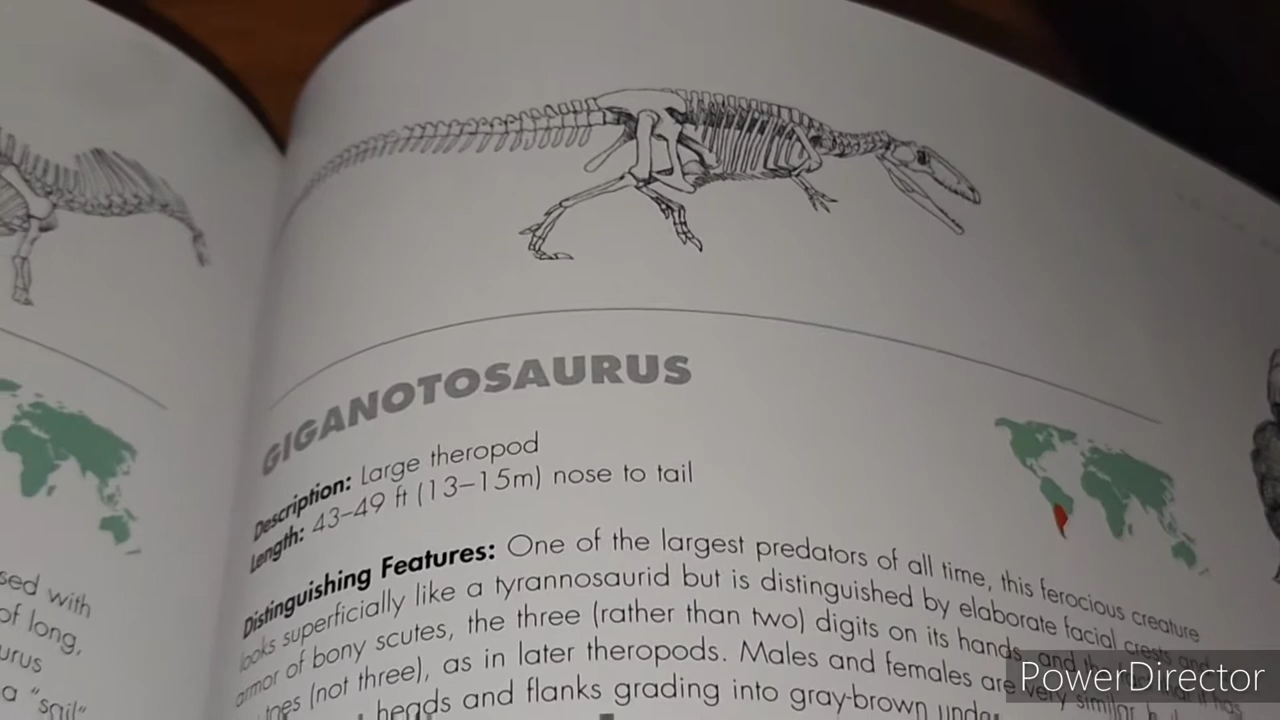 GIGANOTOSAURUS
Description: Large theropod
Length: 43–49 ft (13–15m) nose to tail
Distinguishing Features: One of the largest predators of all time, this ferocious creature
looks superficially like a tyrannosaurid but is distinguished by elaborate facial crests and
armor of bony scutes, the three (rather than two) digits on its hands, and the
toes (not three), as in later theropods. Males and females are very similar
heads and flanks grading into gray-brown
sed with
of long,
urus
a "sail"
PowerDirector